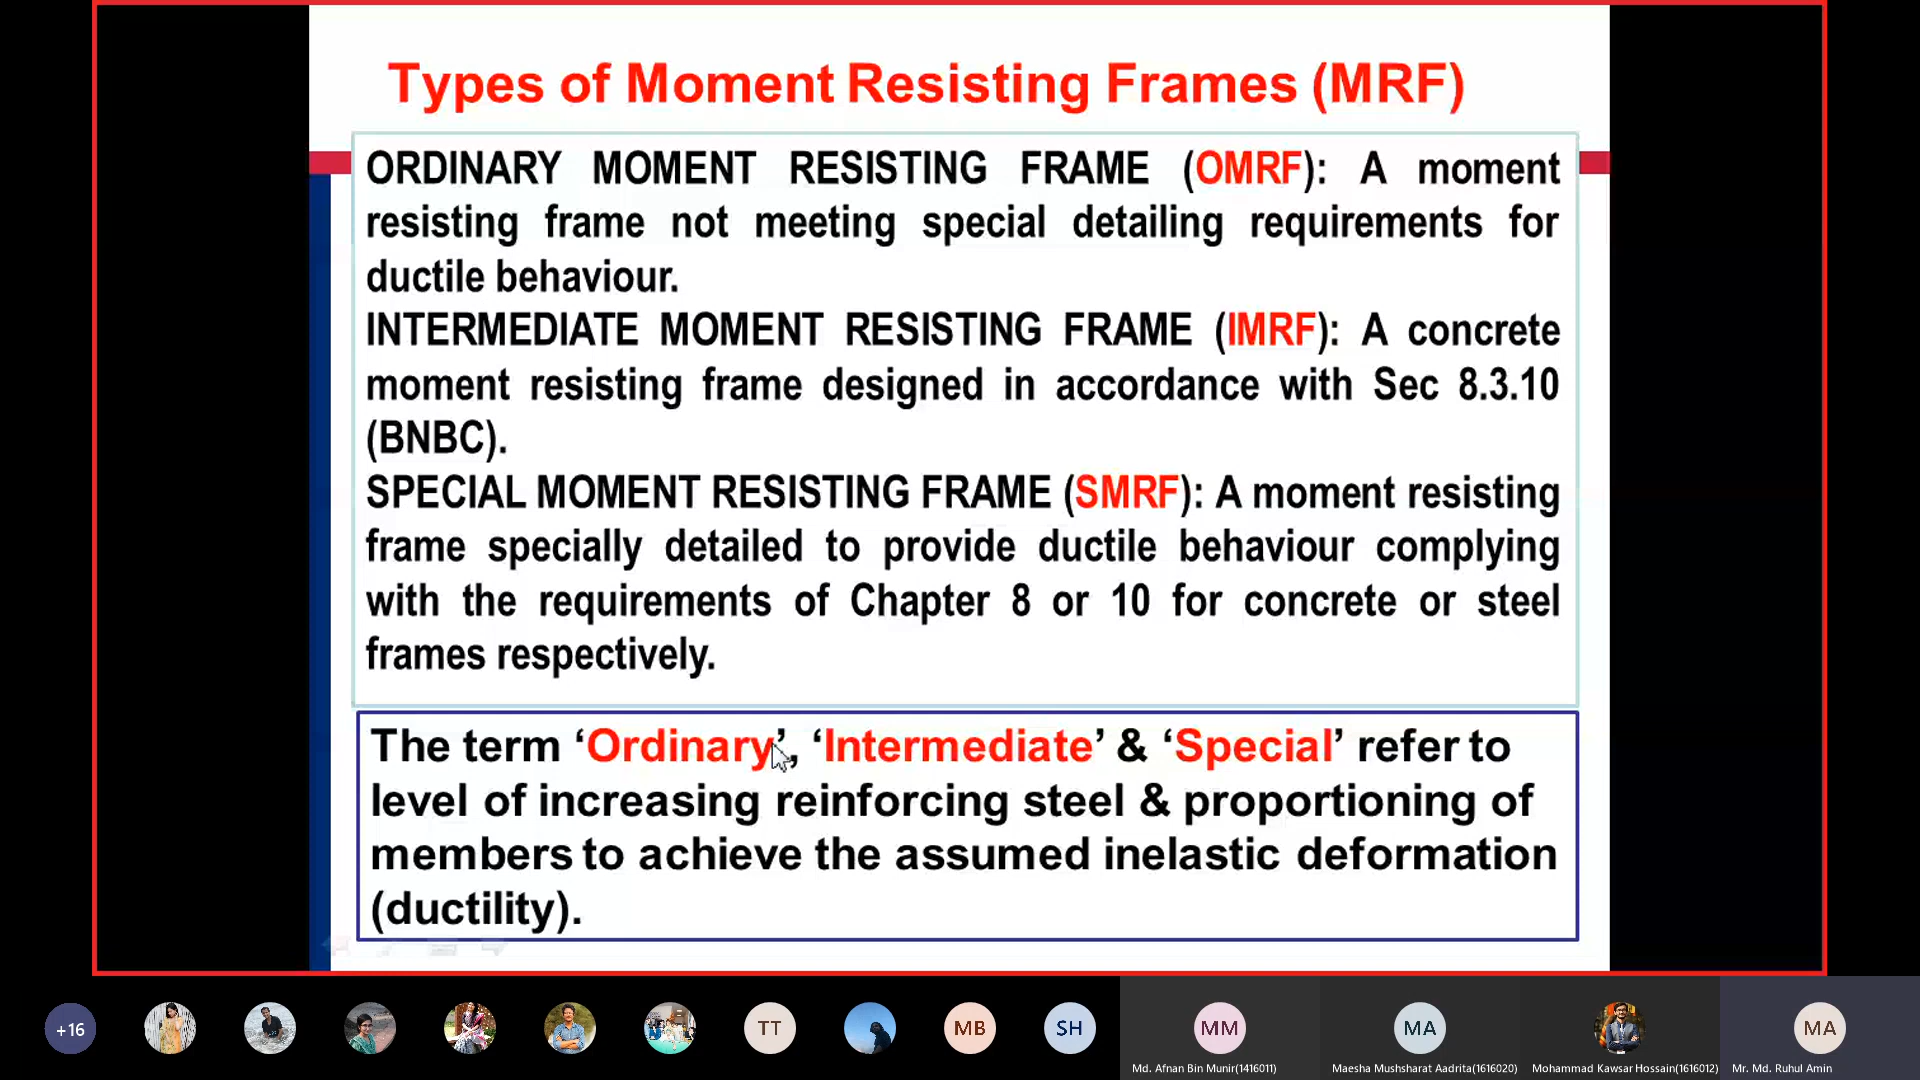 Types of Moment Resisting Frames (MRF)
ORDINARY MOMENT RESISTING FRAME (OMRF): A moment
resisting frame not meeting special detailing requirements for
ductile behaviour.
INTERMEDIATE MOMENT RESISTING FRAME (IMRF): A concrete
moment resisting frame designed in accordance with Sec 8.3.10
(BNBC).
SPECIAL MOMENT RESISTING FRAME (SMRF): A moment resisting
frame specially detailed to provide ductile behaviour complying
with the requirements of Chapter 8 or 10 for concrete or steel
frames respectively.
The term ‘Ordinary’, ‘Intermediate’ & ‘Special’ refer to
level of increasing reinforcing steel & proportioning of
members to achieve the assumed inelastic deformation
(ductility).
+16
TT
MB
SH
MM
MA
MA
Md. Afnan Bin Munir(1416011)
Maesha Mushsharat Aadrita(1616020)
Mohammad Kawsar Hossain(1616012)
Mr. Md. Ruhul Amin